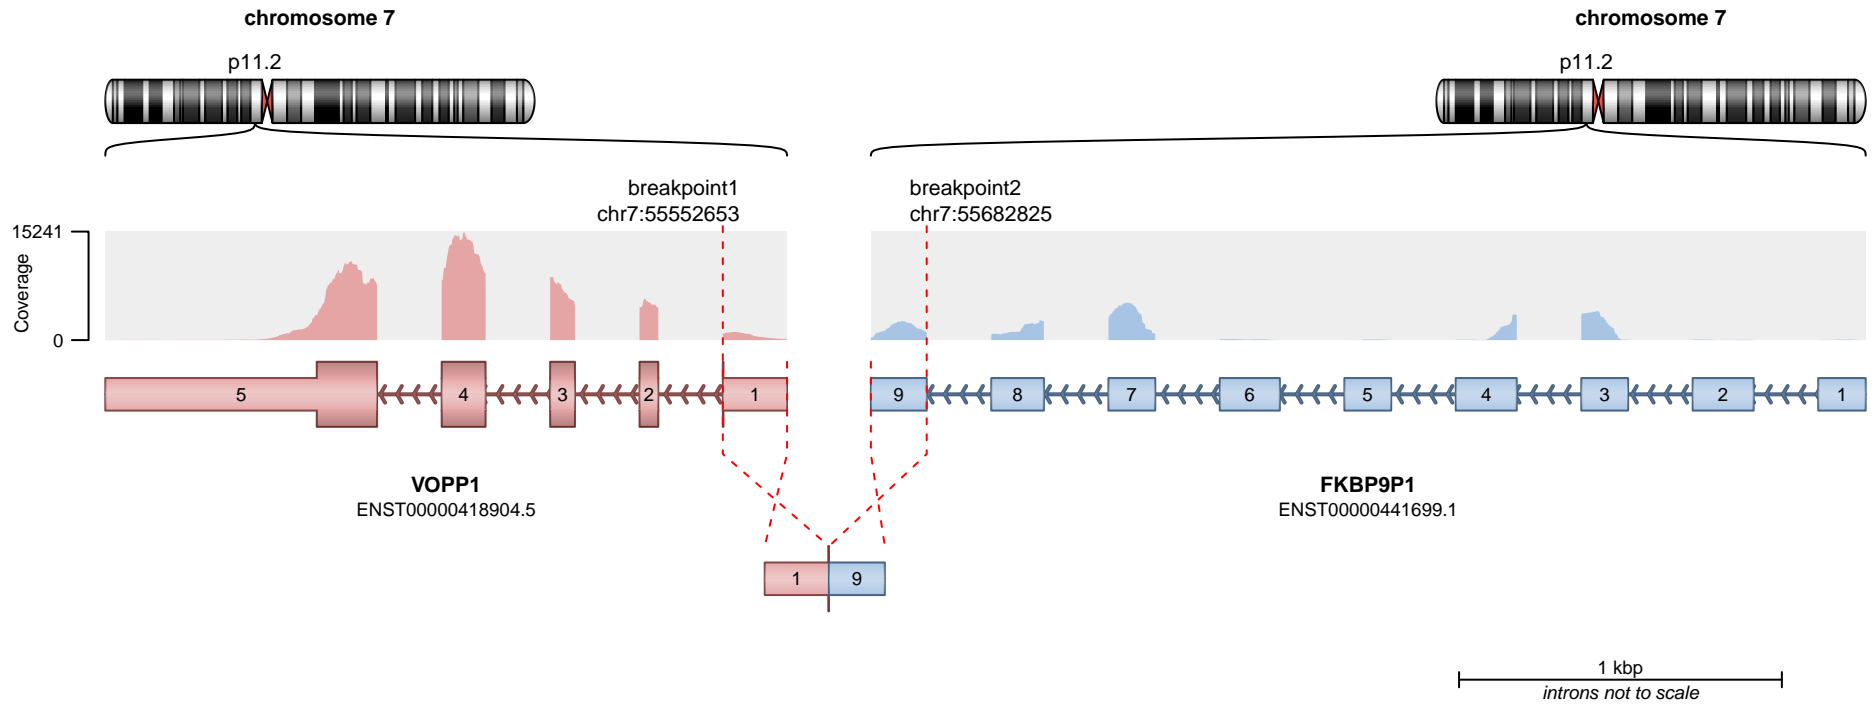 chromosome 7
chromosome 7
p11.2
p11.2
breakpoint1
chr7:55552653
breakpoint2
chr7:55682825
15241
Coverage
0
5
4
3
2
1
9
8
7
6
5
4
3
2
1
VOPP1
ENST00000418904.5
FKBP9P1
ENST00000441699.1
1
9
1 kbp
introns not to scale